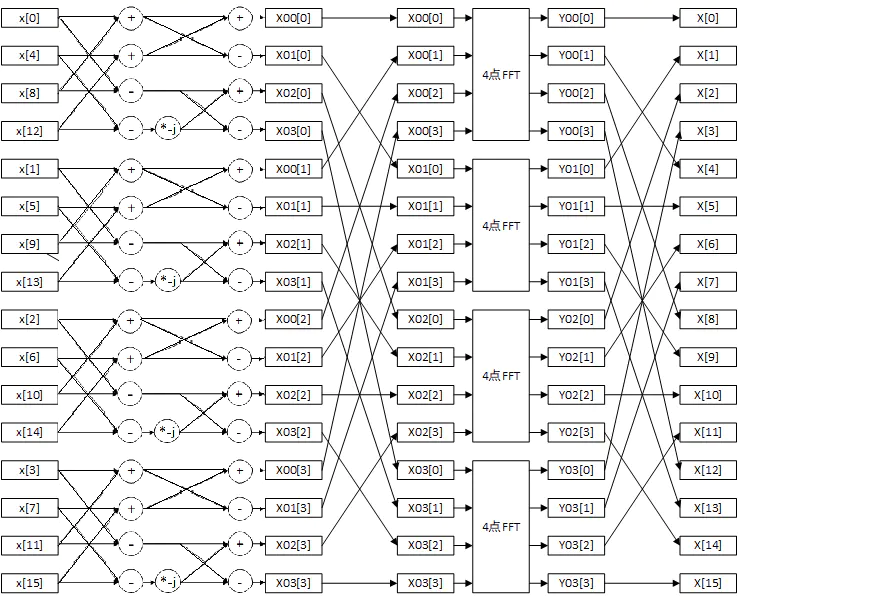 x[0] + + X00[0] X00[0] Y00[0] X[0]
x[4] + - X01[0] X00[1] Y00[1] X[1]
4点FFT
x[8] - + X02[0] X00[2] Y00[2] X[2]
x[12] - *-j - X03[0] X00[3] Y00[3] X[3]
x[1] + + X00[1] X01[0] Y01[0] X[4]
x[5] + - X01[1] X01[1] Y01[1] X[5]
4点FFT
x[9] - + X02[1] X01[2] Y01[2] X[6]
x[13] - *-j - X03[1] X01[3] Y01[3] X[7]
x[2] + + X00[2] X02[0] Y02[0] X[8]
x[6] + - X01[2] X02[1] Y02[1] X[9]
4点FFT
x[10] - + X02[2] X02[2] Y02[2] X[10]
x[14] - *-j - X03[2] X02[3] Y02[3] X[11]
x[3] + + X00[3] X03[0] Y03[0] X[12]
x[7] + - X01[3] X03[1] Y03[1] X[13]
4点FFT
x[11] - + X02[3] X03[2] Y03[2] X[14]
x[15] - *-j - X03[3] X03[3] Y03[3] X[15]